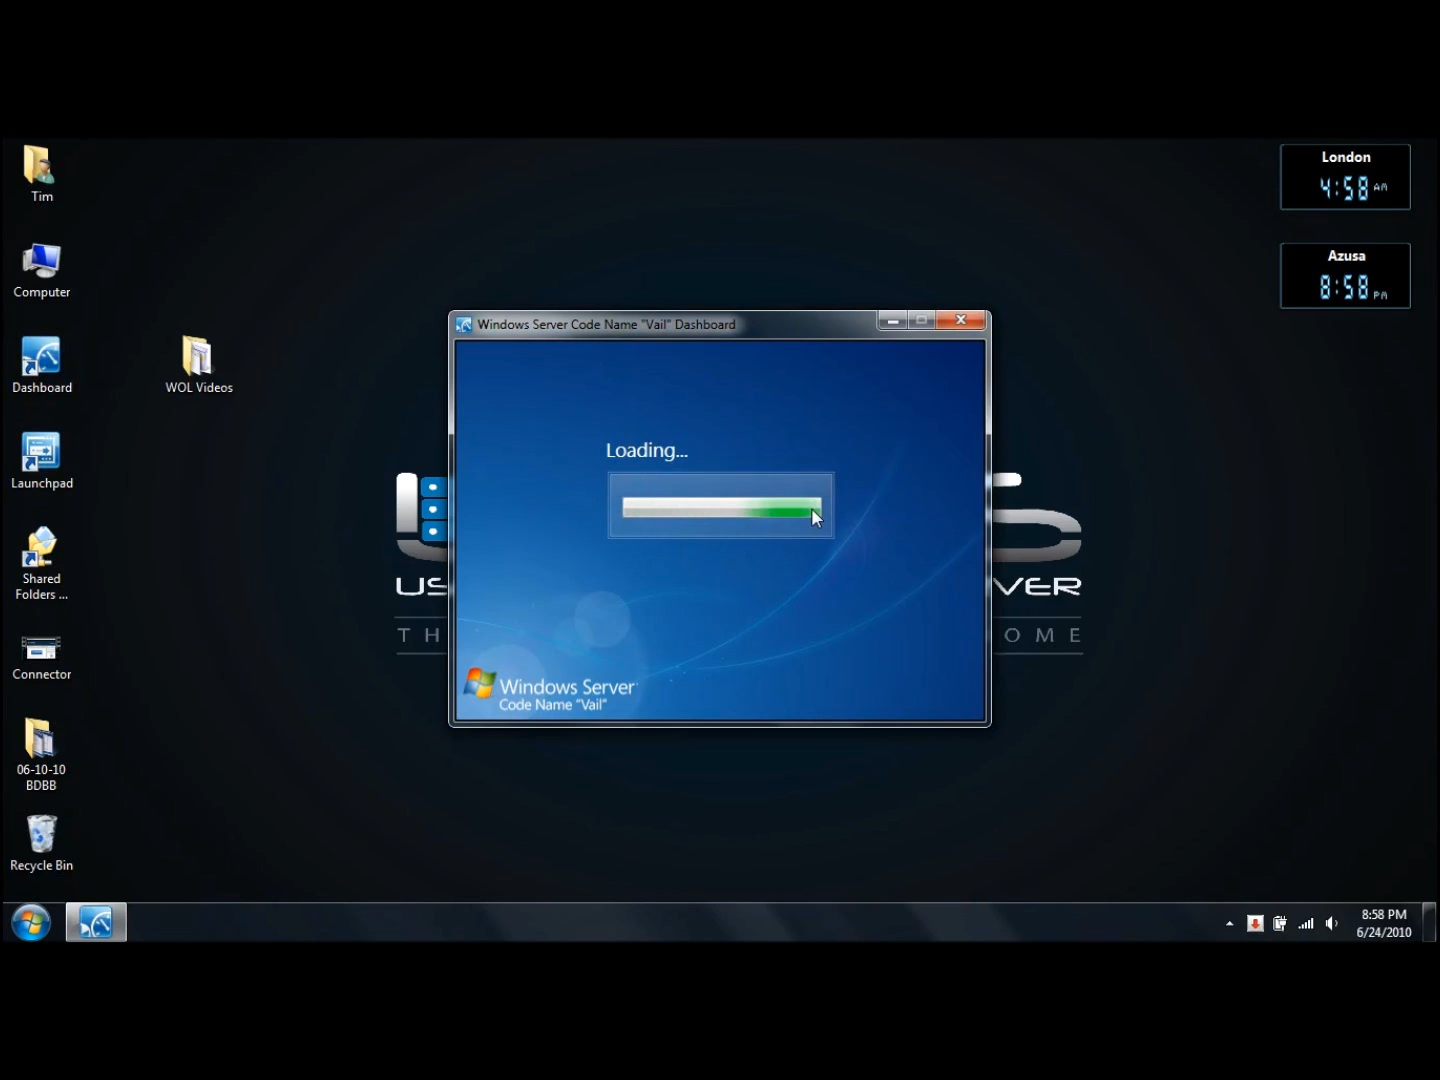 Tim
Computer
Dashboard
Launchpad
Shared
Folders ...
Connector
06-10-10
BDBB
Recycle Bin
WOL Videos
London
4:58 AM
Azusa
8:58 PM
Windows Server Code Name "Vail" Dashboard
Loading...
Windows Server
Code Name "Vail"
US
VER
TH
OME
8:58 PM
6/24/2010